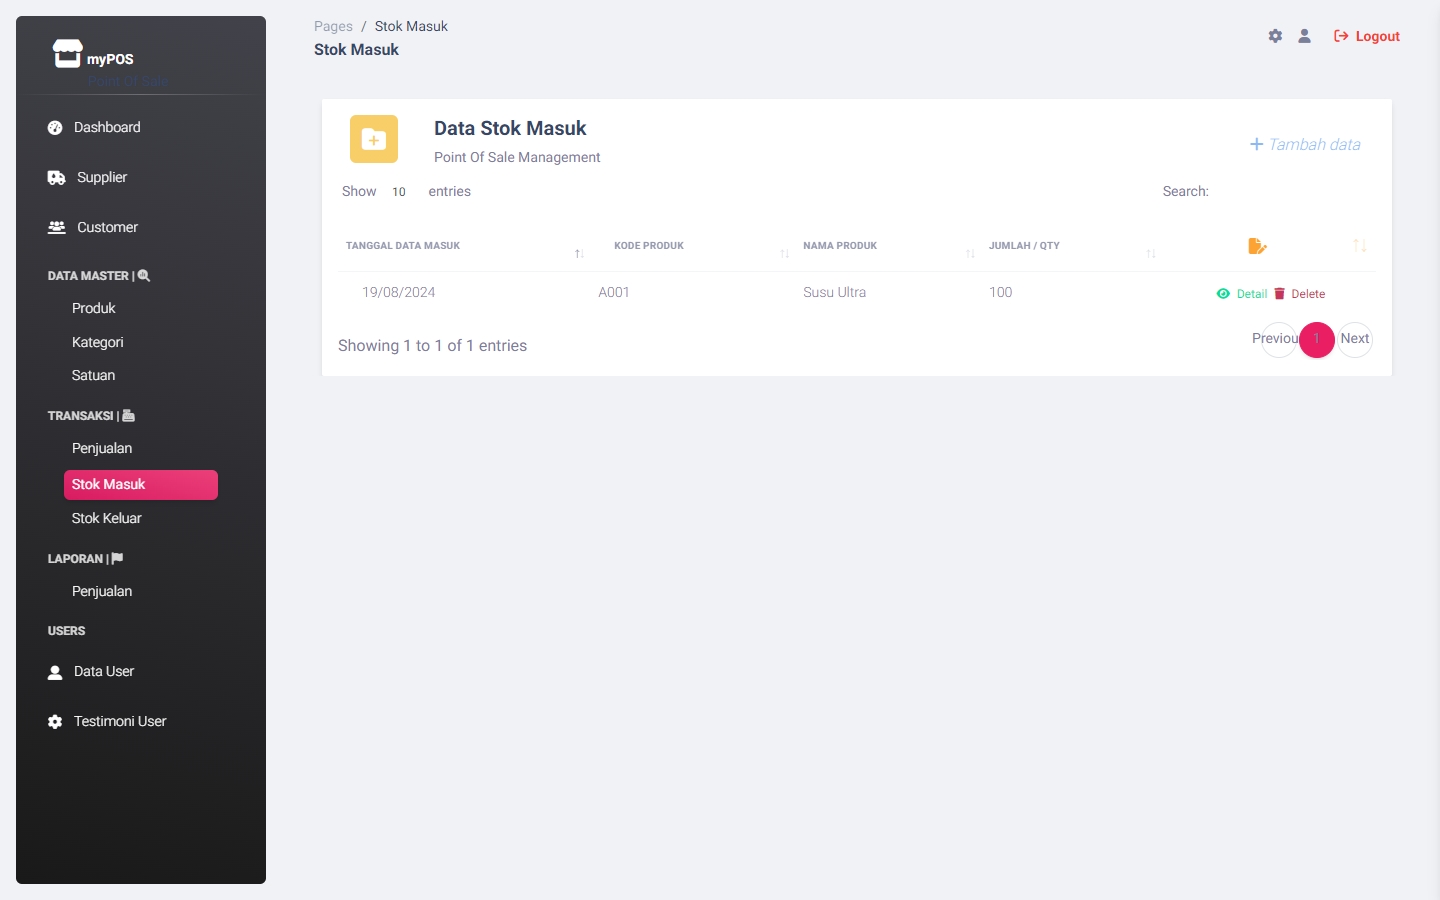 myPOS
Point Of Sale
Dashboard
Supplier
Customer
DATA MASTER |
Produk
Kategori
Satuan
TRANSAKSI |
Penjualan
Stok Masuk
Stok Keluar
LAPORAN |
Penjualan
USERS
Data User
Testimoni User
Pages / Stok Masuk
Stok Masuk
Logout
Data Stok Masuk
Point Of Sale Management
Tambah data
Show 10 entries
Search:
TANGGAL DATA MASUK KODE PRODUK NAMA PRODUK JUMLAH / QTY
19/08/2024 A001 Susu Ultra 100 Detail Delete
Showing 1 to 1 of 1 entries
Previou 1 Next